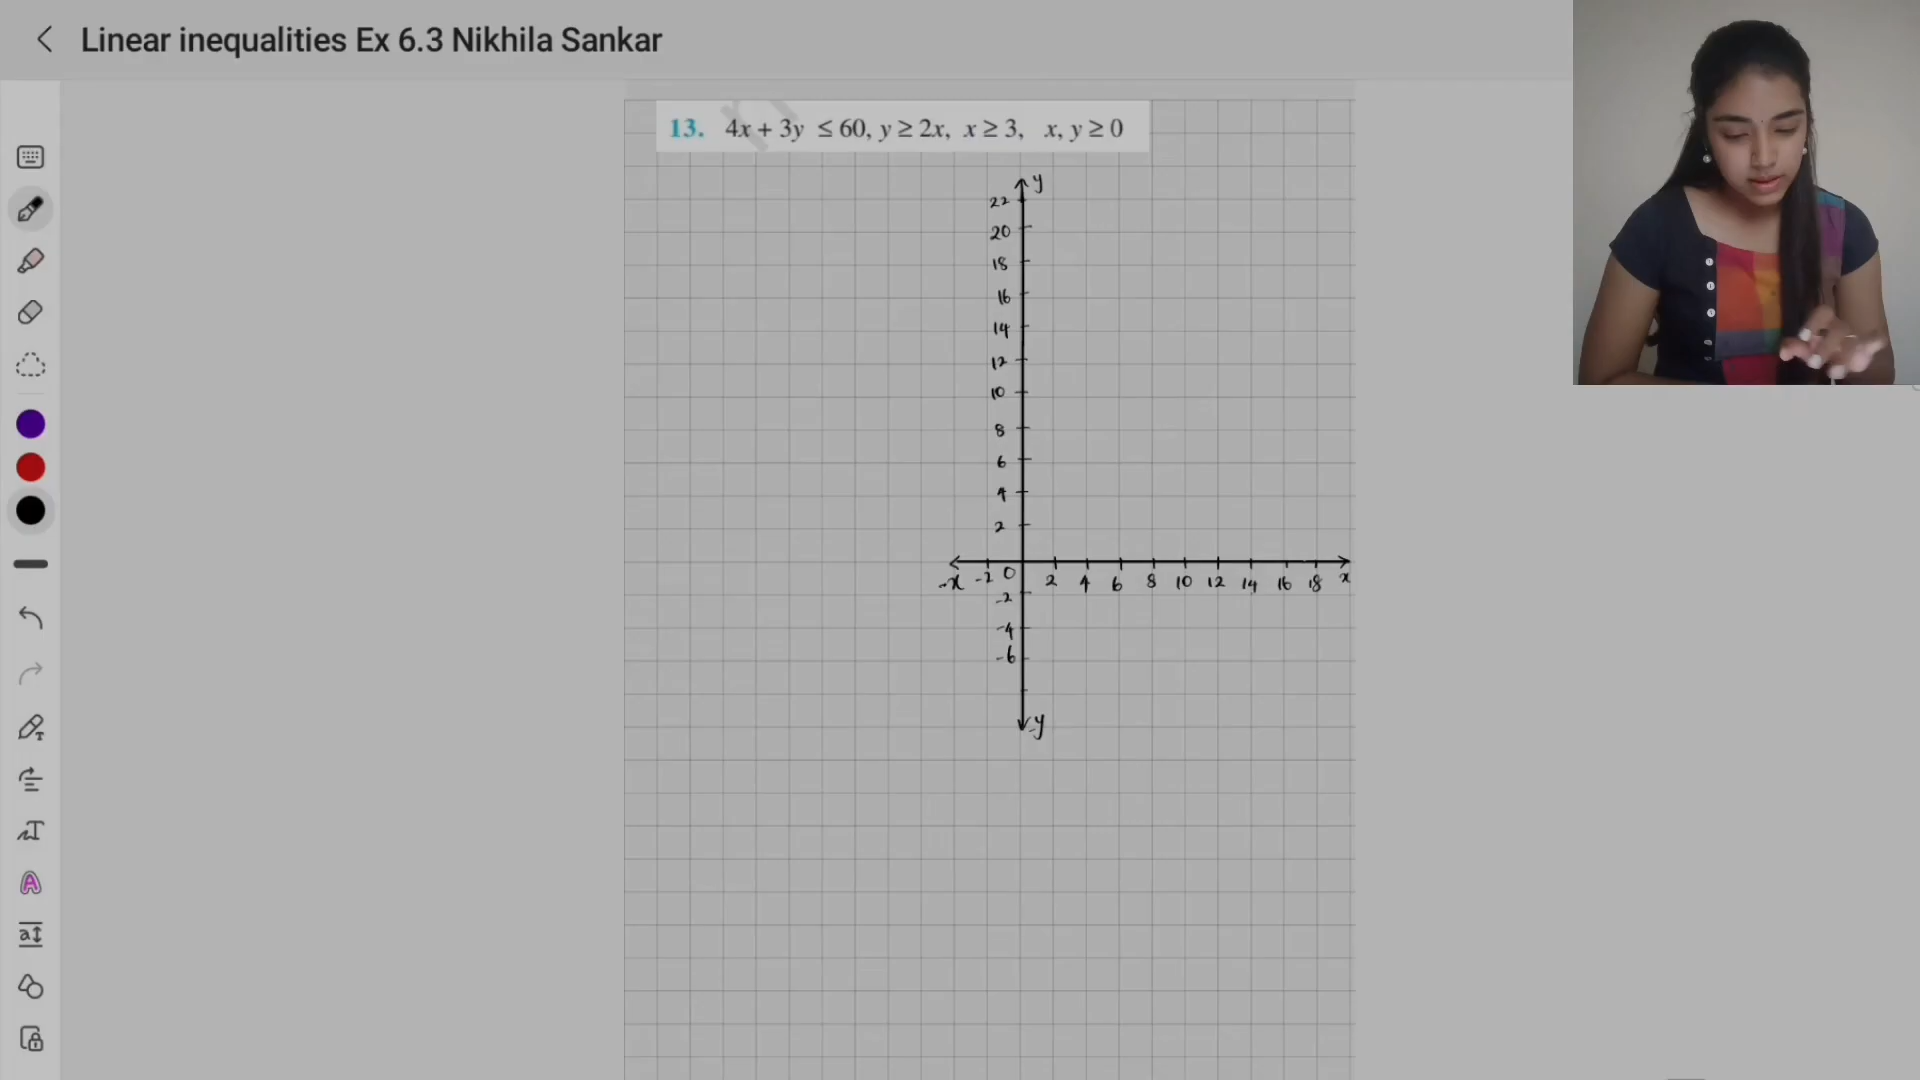 Linear inequalities Ex 6.3 Nikhila Sankar
13. 4x + 3y ≤ 60, y ≥ 2x, x ≥ 3, x, y ≥ 0
y
22
20
18
16
14
12
10
8
6
4
2
-x -2 0 2 4 6 8 10 12 14 16 18 x
-2
-4
-6
-y